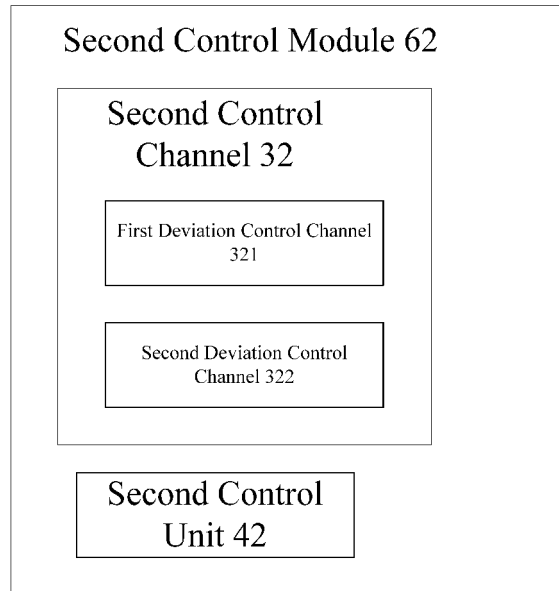 Second Control Module 62
Second Control
Channel 32
First Deviation Control Channel
321
Second Deviation Control
Channel 322
Second Control
Unit 42